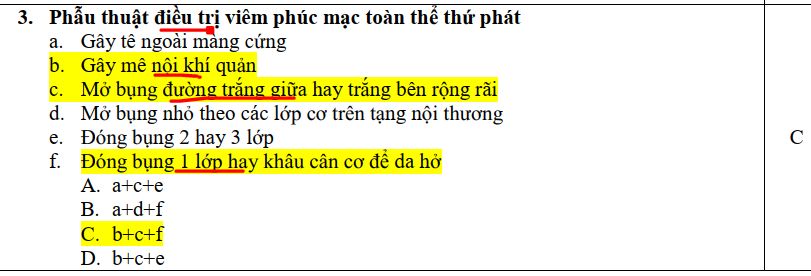 3. Phẫu thuật điều trị viêm phúc mạc toàn thể thứ phát
a. Gây tê ngoài màng cứng
b. Gây mê nội khí quản
c. Mở bụng đường trắng giữa hay trắng bên rộng rãi
d. Mở bụng nhỏ theo các lớp cơ trên tạng nội thương
e. Đóng bụng 2 hay 3 lớp
C
f. Đóng bụng 1 lớp hay khâu cân cơ để da hở
A. a+c+e
B. a+d+f
C. b+c+f
D. b+c+e